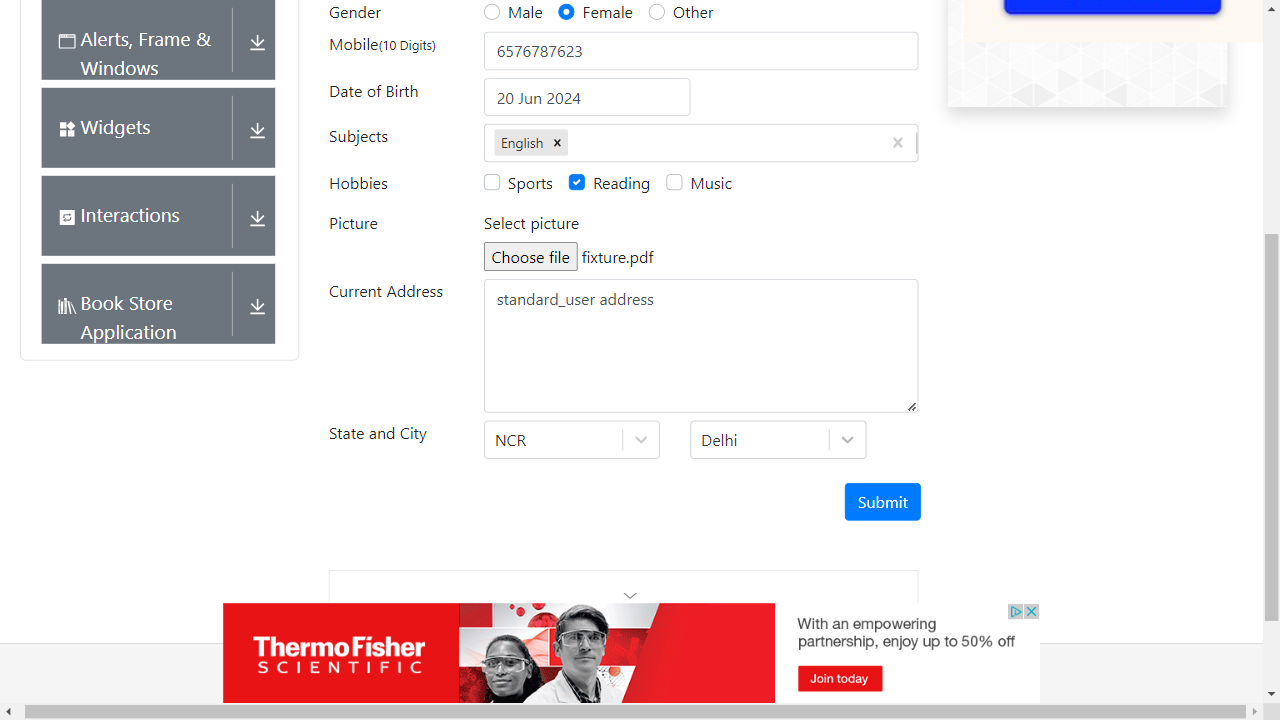 Alerts, Frame &
Windows
Widgets
Interactions
Book Store
Application
Gender
Male
Female
Other
Mobile(10 Digits)
6576787623
Date of Birth
20 Jun 2024
Subjects
English
Hobbies
Sports
Reading
Music
Picture
Select picture
Choose file fixture.pdf
Current Address
standard_user address
State and City
NCR
Delhi
Submit
ThermoFisher
SCIENTIFIC
With an empowering
partnership, enjoy up to 50% off
Join today